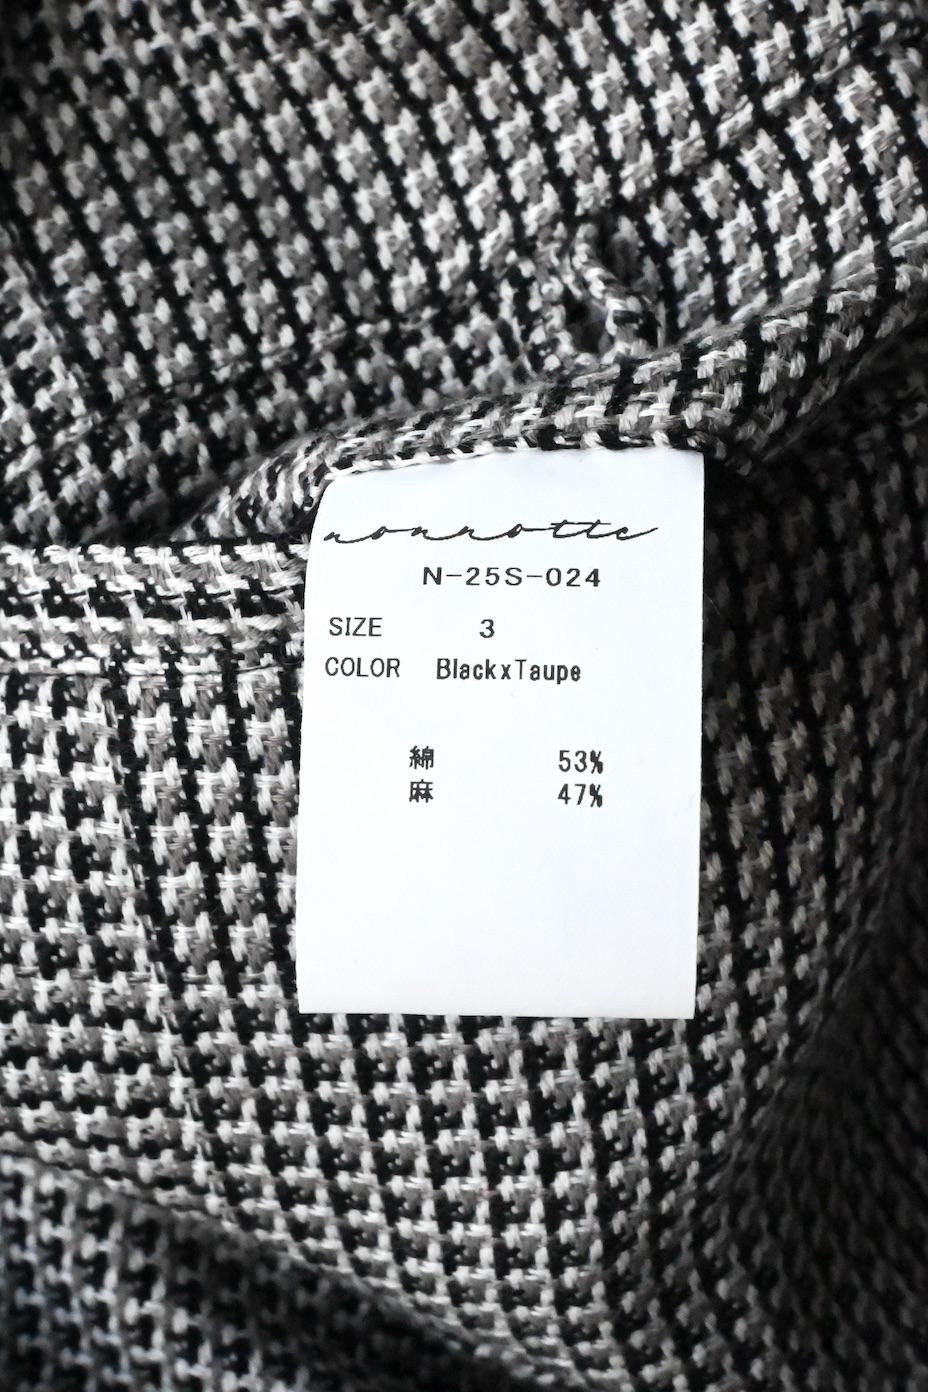 nonnotte
N-25S-024
SIZE 3
COLOR BlackxTaupe
綿 53%
麻 47%